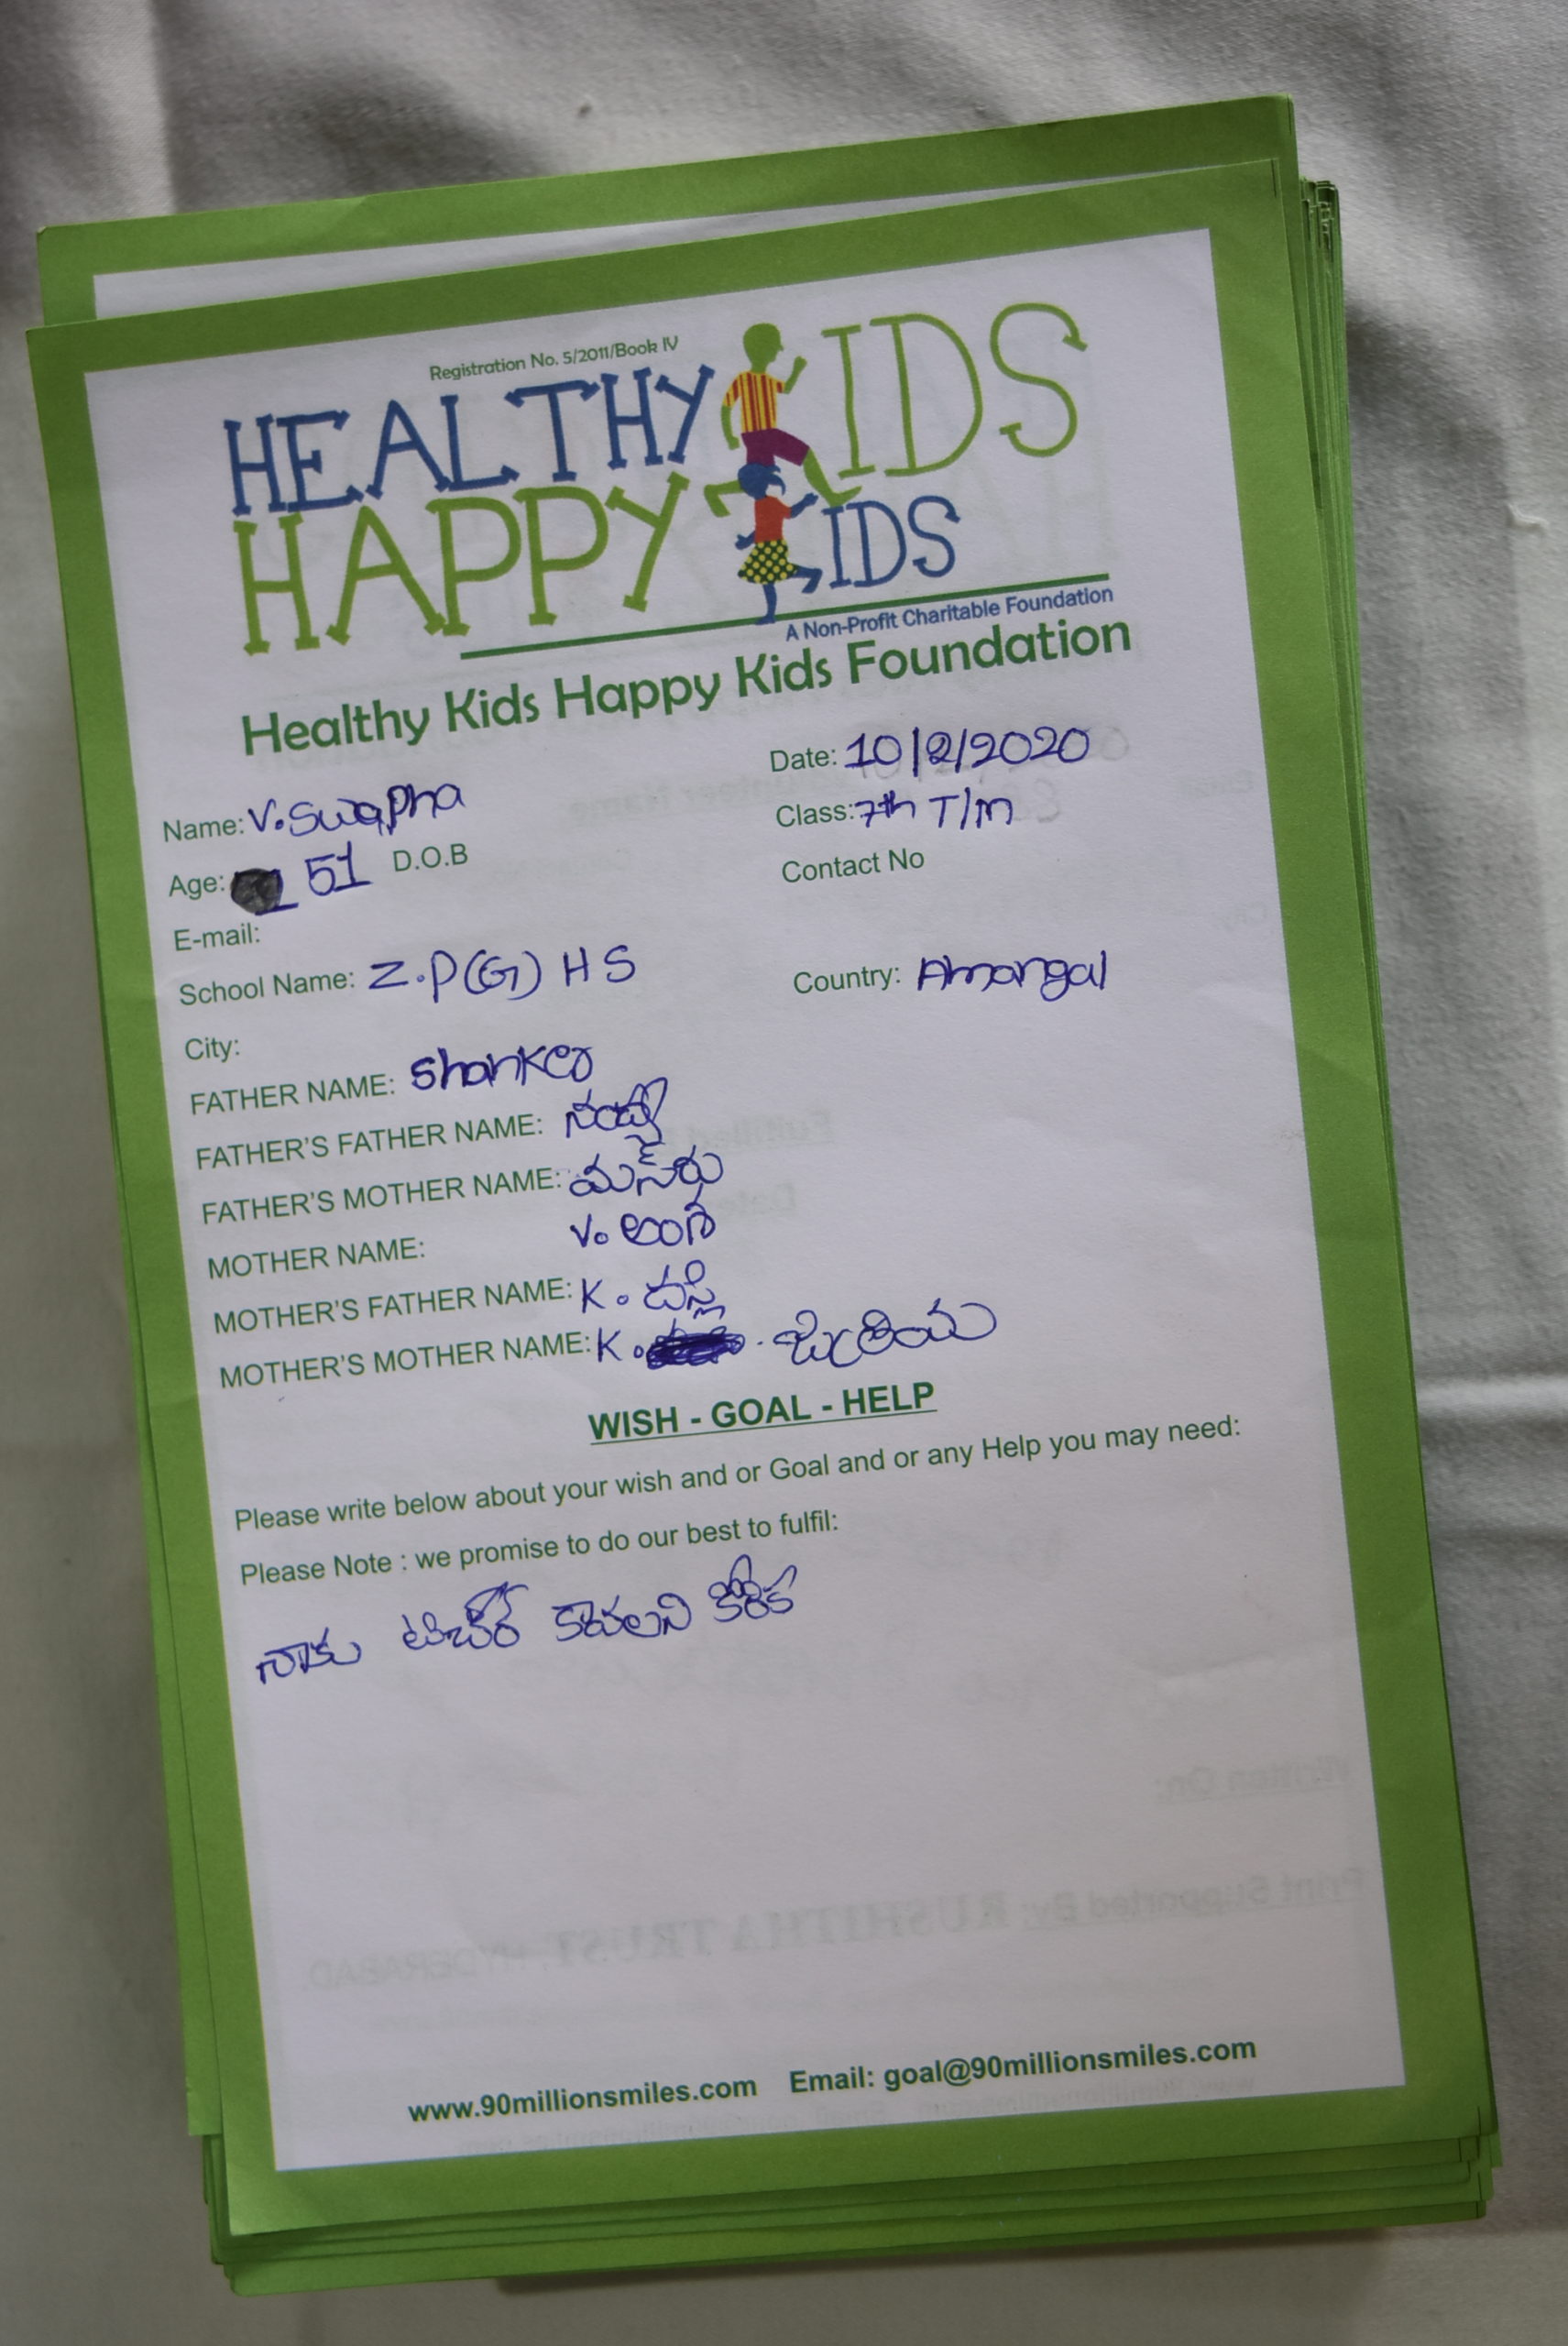 Registration No. 5/2011/Book IV
HEALTHY KIDS
HAPPY KIDS
A Non-Profit Charitable Foundation
Healthy Kids Happy Kids Foundation
Date: 10/2/2020
Name: V. Swapna
Class: 7th T/m
Age: 51 D.O.B
Contact No
E-mail:
School Name: Z.P(G) H S
Country: Amangal
City:
FATHER NAME: Shanker
FATHER'S FATHER NAME:
FATHER'S MOTHER NAME:
MOTHER NAME: V.
MOTHER'S FATHER NAME: K.
MOTHER'S MOTHER NAME: K.
WISH - GOAL - HELP
Please write below about your wish and or Goal and or any Help you may need:
Please Note : we promise to do our best to fulfil:
నాకు టిచర్ కావలని కోరిక
www.90millionsmiles.com Email: goal@90millionsmiles.com